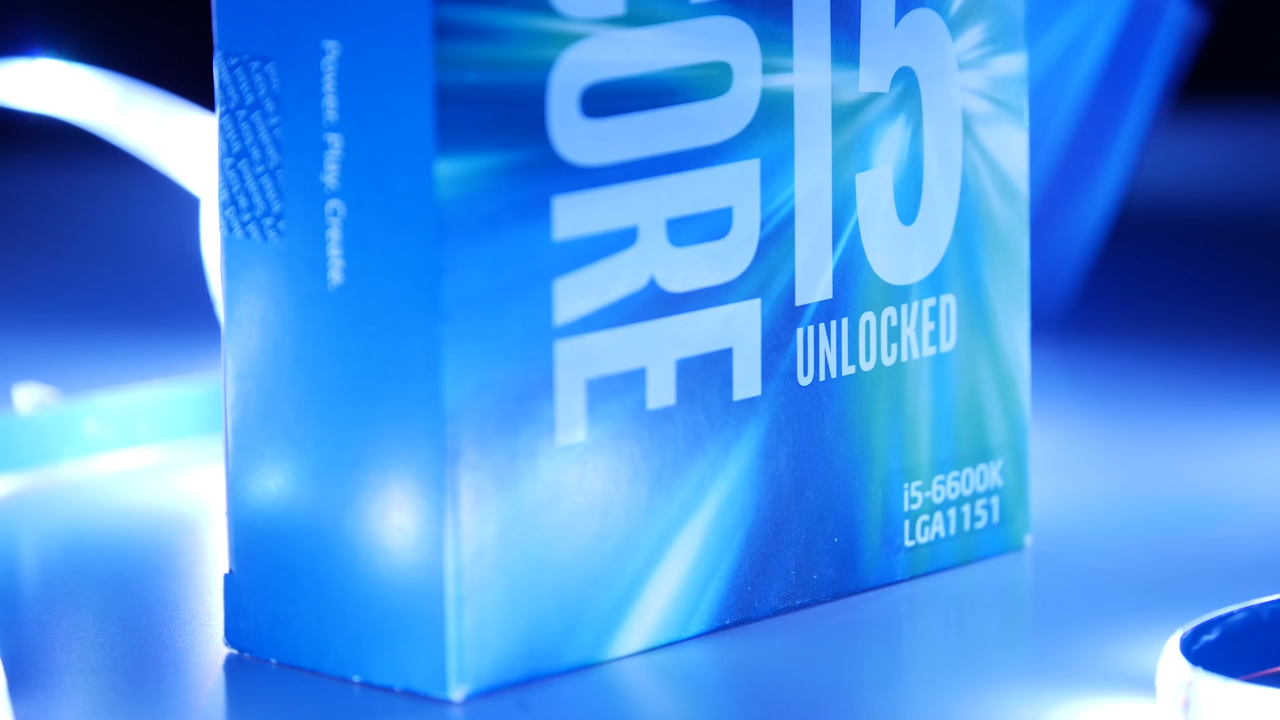 Power. Play. Create.
CORE
i5
UNLOCKED
i5-6600K
LGA1151